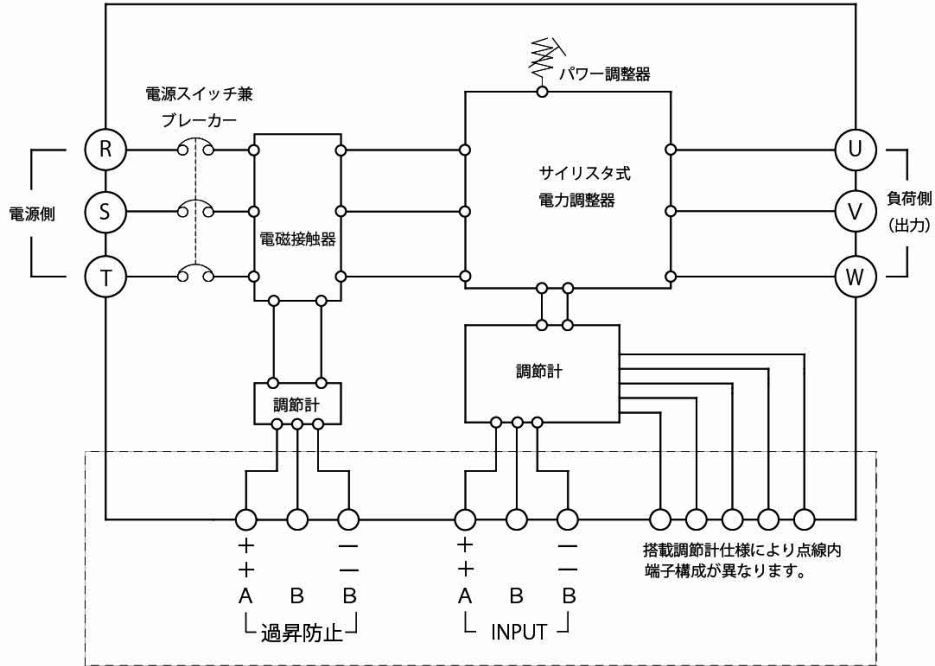 パワー調整器
電源スイッチ兼
ブレーカー
R
S
T
電源側
電磁接触器
サイリスタ式
電力調整器
U
V
W
負荷側
(出力)
調節計
調節計
+ −
+ −
A B B
過昇防止
+ −
+ −
A B B
INPUT
搭載調節計仕様により点線内
端子構成が異なります。